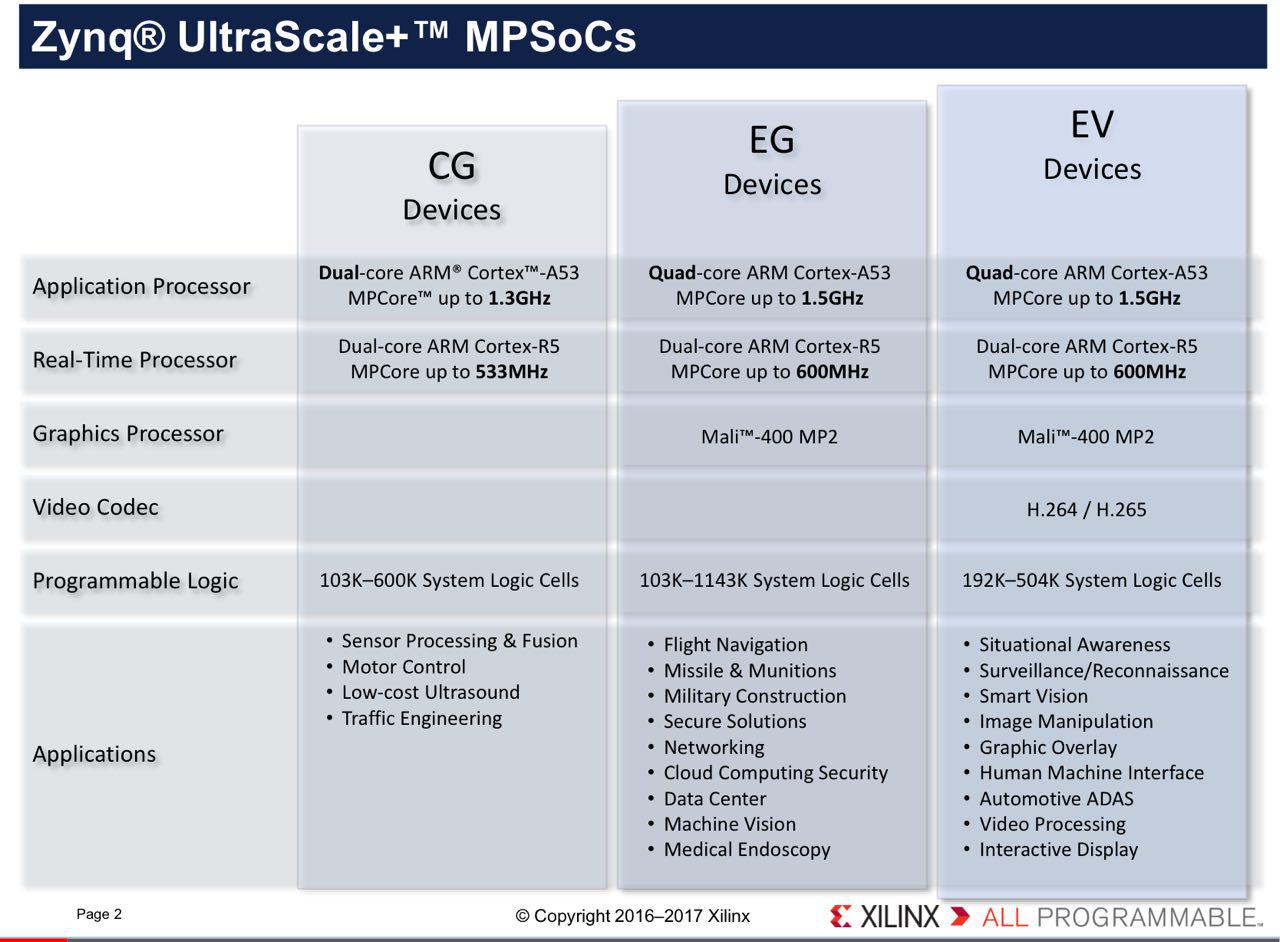 Zynq® UltraScale+™ MPSoCs
CG
Devices
EG
Devices
EV
Devices
Application Processor
Dual-core ARM® Cortex™-A53
MPCore™ up to 1.3GHz
Quad-core ARM Cortex-A53
MPCore up to 1.5GHz
Quad-core ARM Cortex-A53
MPCore up to 1.5GHz
Real-Time Processor
Dual-core ARM Cortex-R5
MPCore up to 533MHz
Dual-core ARM Cortex-R5
MPCore up to 600MHz
Dual-core ARM Cortex-R5
MPCore up to 600MHz
Graphics Processor
Mali™-400 MP2
Mali™-400 MP2
Video Codec
H.264 / H.265
Programmable Logic
103K–600K System Logic Cells
103K–1143K System Logic Cells
192K–504K System Logic Cells
Applications
• Sensor Processing & Fusion
• Motor Control
• Low-cost Ultrasound
• Traffic Engineering
• Flight Navigation
• Missile & Munitions
• Military Construction
• Secure Solutions
• Networking
• Cloud Computing Security
• Data Center
• Machine Vision
• Medical Endoscopy
• Situational Awareness
• Surveillance/Reconnaissance
• Smart Vision
• Image Manipulation
• Graphic Overlay
• Human Machine Interface
• Automotive ADAS
• Video Processing
• Interactive Display
Page 2
© Copyright 2016–2017 Xilinx
XILINX ALL PROGRAMMABLE™